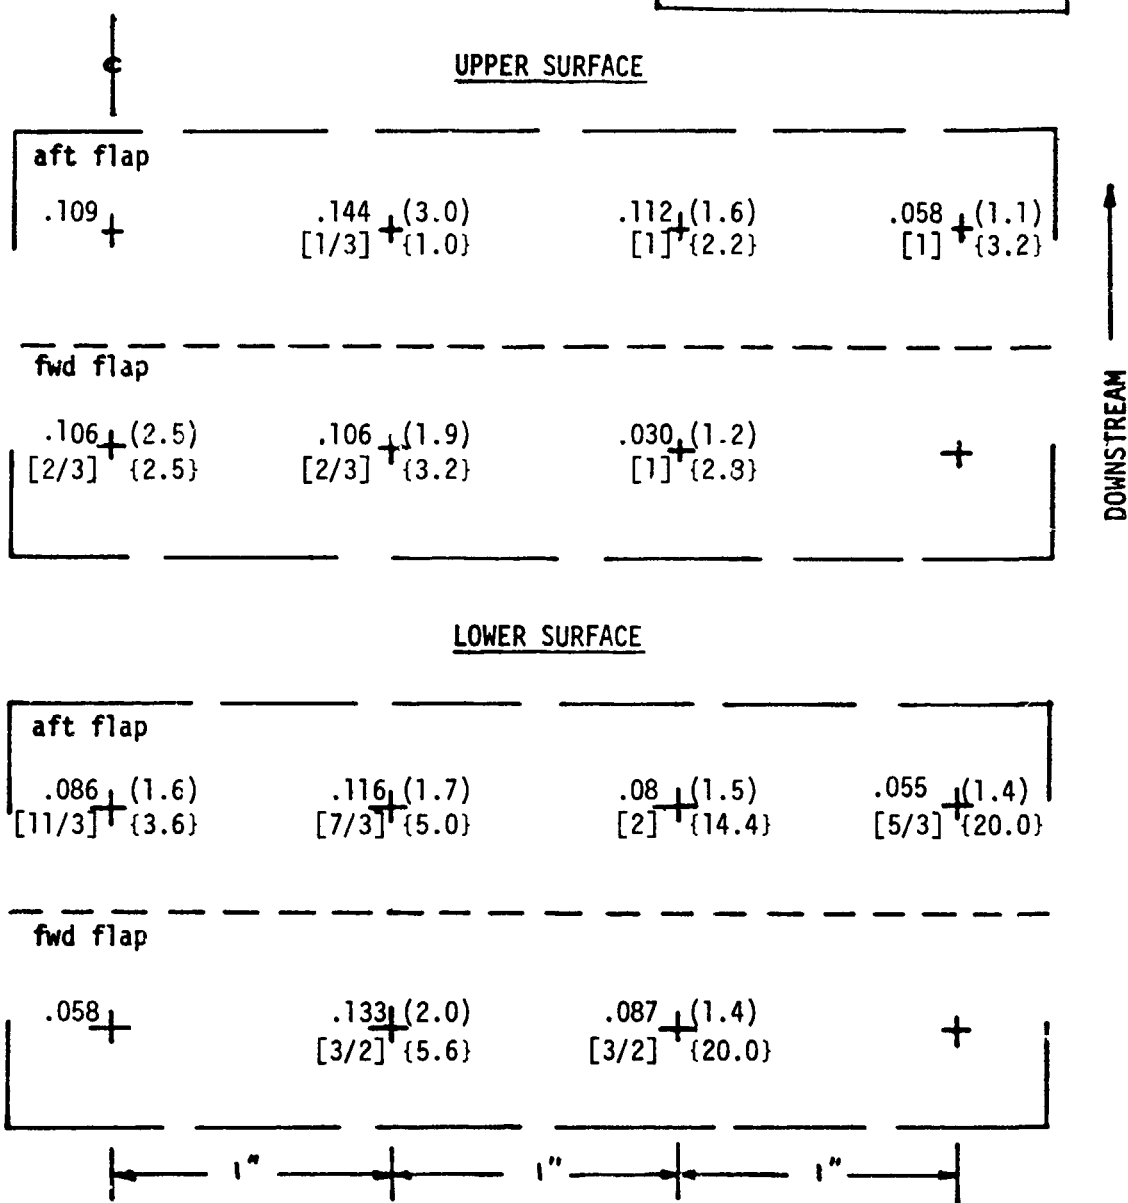 ℄
UPPER SURFACE
aft flap
.109 .144 (3.0) .112 (1.6) .058 (1.1)
[1/3] {1.0} [1] {2.2} [1] {3.2}
fwd flap
.106 (2.5) .106 (1.9) .030 (1.2)
[2/3] {2.5} [2/3] {3.2} [1] {2.8}
DOWNSTREAM
LOWER SURFACE
aft flap
.086 (1.6) .116 (1.7) .08 (1.5) .055 (1.4)
[11/3] {3.6} [7/3] {5.0} [2] {14.4} [5/3] {20.0}
fwd flap
.058 .133 (2.0) .087 (1.4)
[3/2] {5.6} [3/2] {20.0}
1" 1" 1"